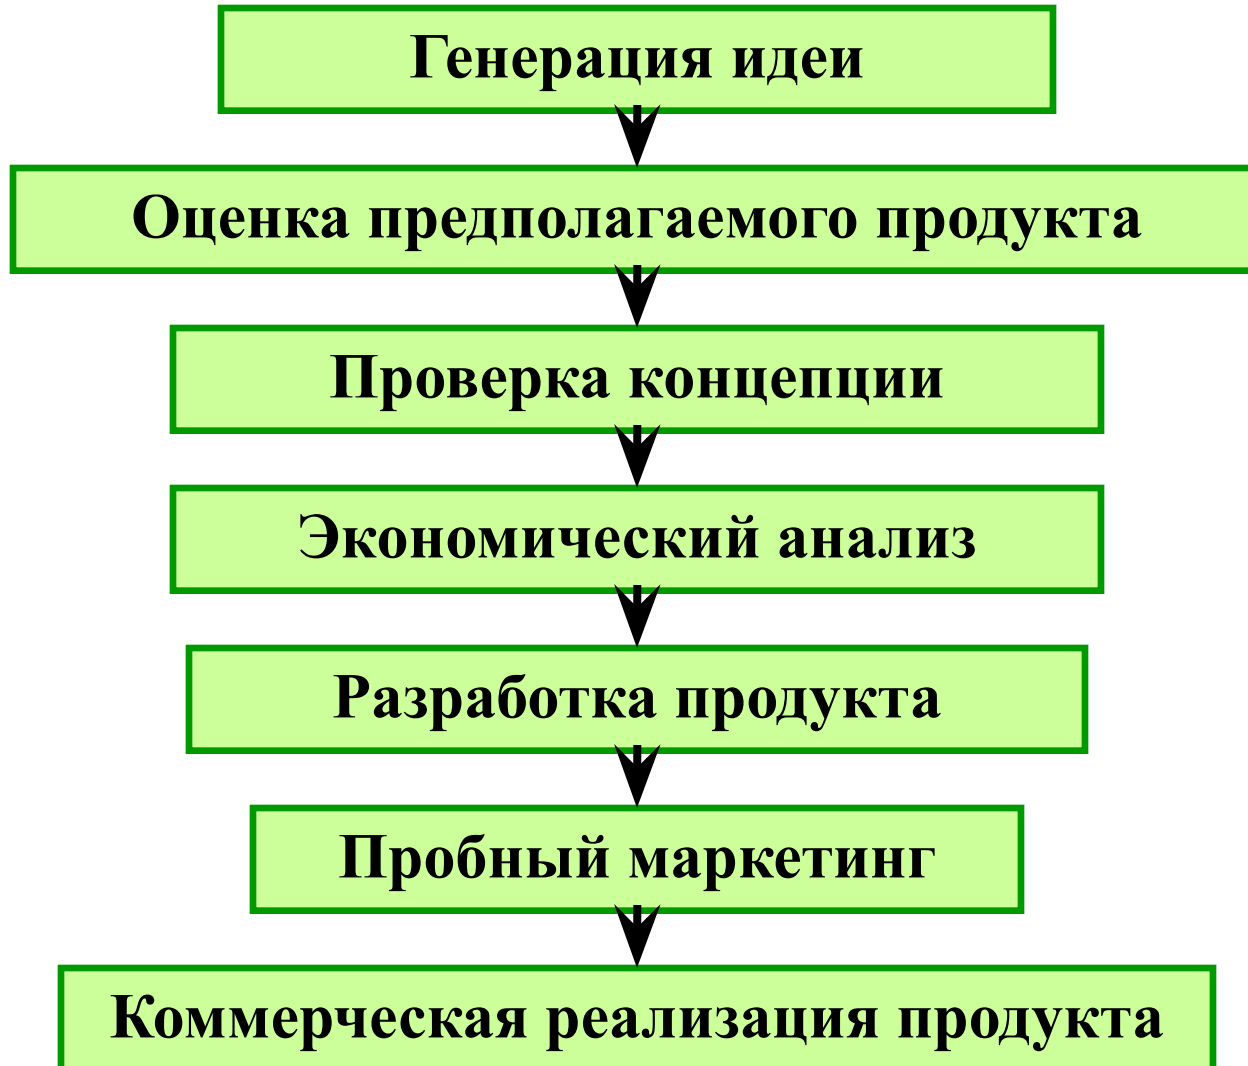 Генерация идеи
Оценка предполагаемого продукта
Проверка концепции
Экономический анализ
Разработка продукта
Пробный маркетинг
Коммерческая реализация продукта